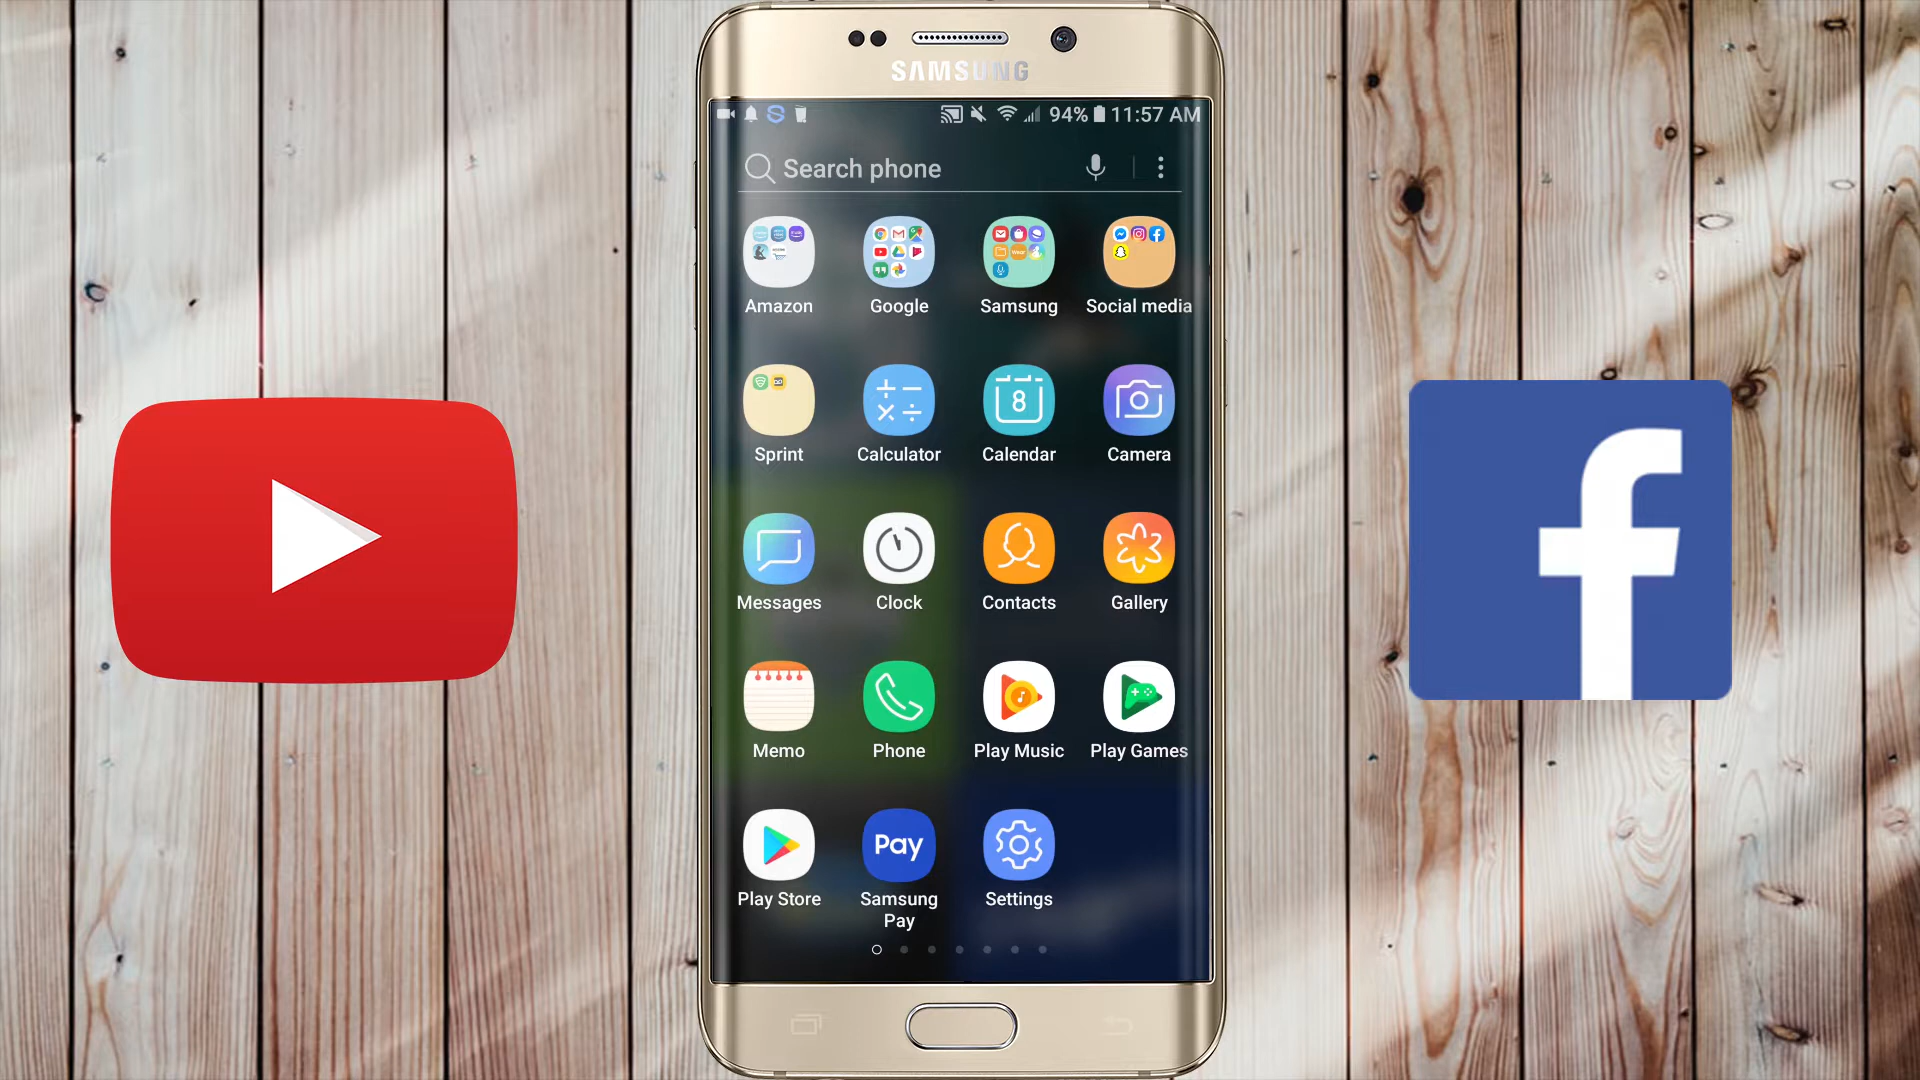 SAMSUNG
94% 11:57 AM
Search phone
Amazon Google Samsung Social media
Sprint Calculator Calendar Camera
8
Messages Clock Contacts Gallery
Memo Phone Play Music Play Games
Pay
Play Store Samsung Pay Settings